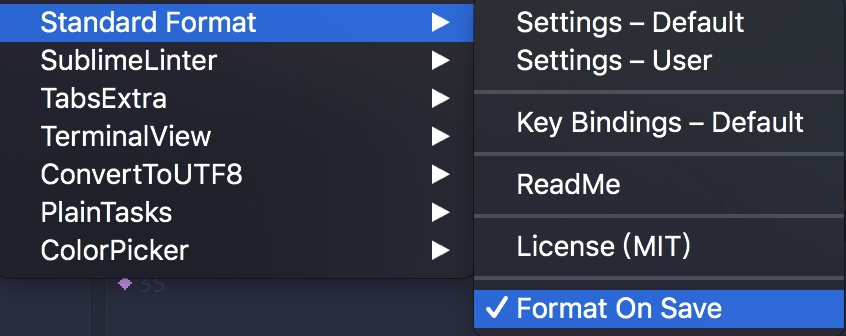 Standard Format
SublimeLinter
TabsExtra
TerminalView
ConvertToUTF8
PlainTasks
ColorPicker
35
Settings – Default
Settings – User
Key Bindings – Default
ReadMe
License (MIT)
Format On Save